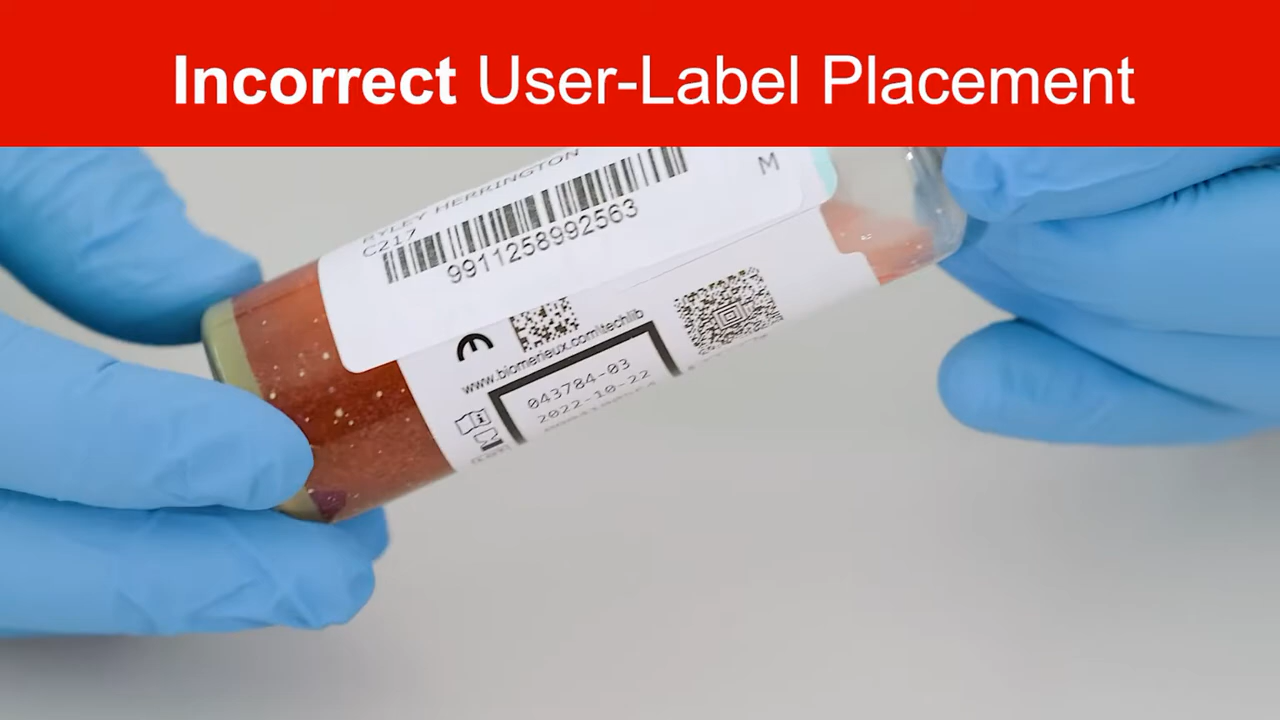 Incorrect User-Label Placement
RYLEY HERRINGTON
C217
M
9911258992563
www.biomerieux.com/techlib
043784-03
2022-10-22